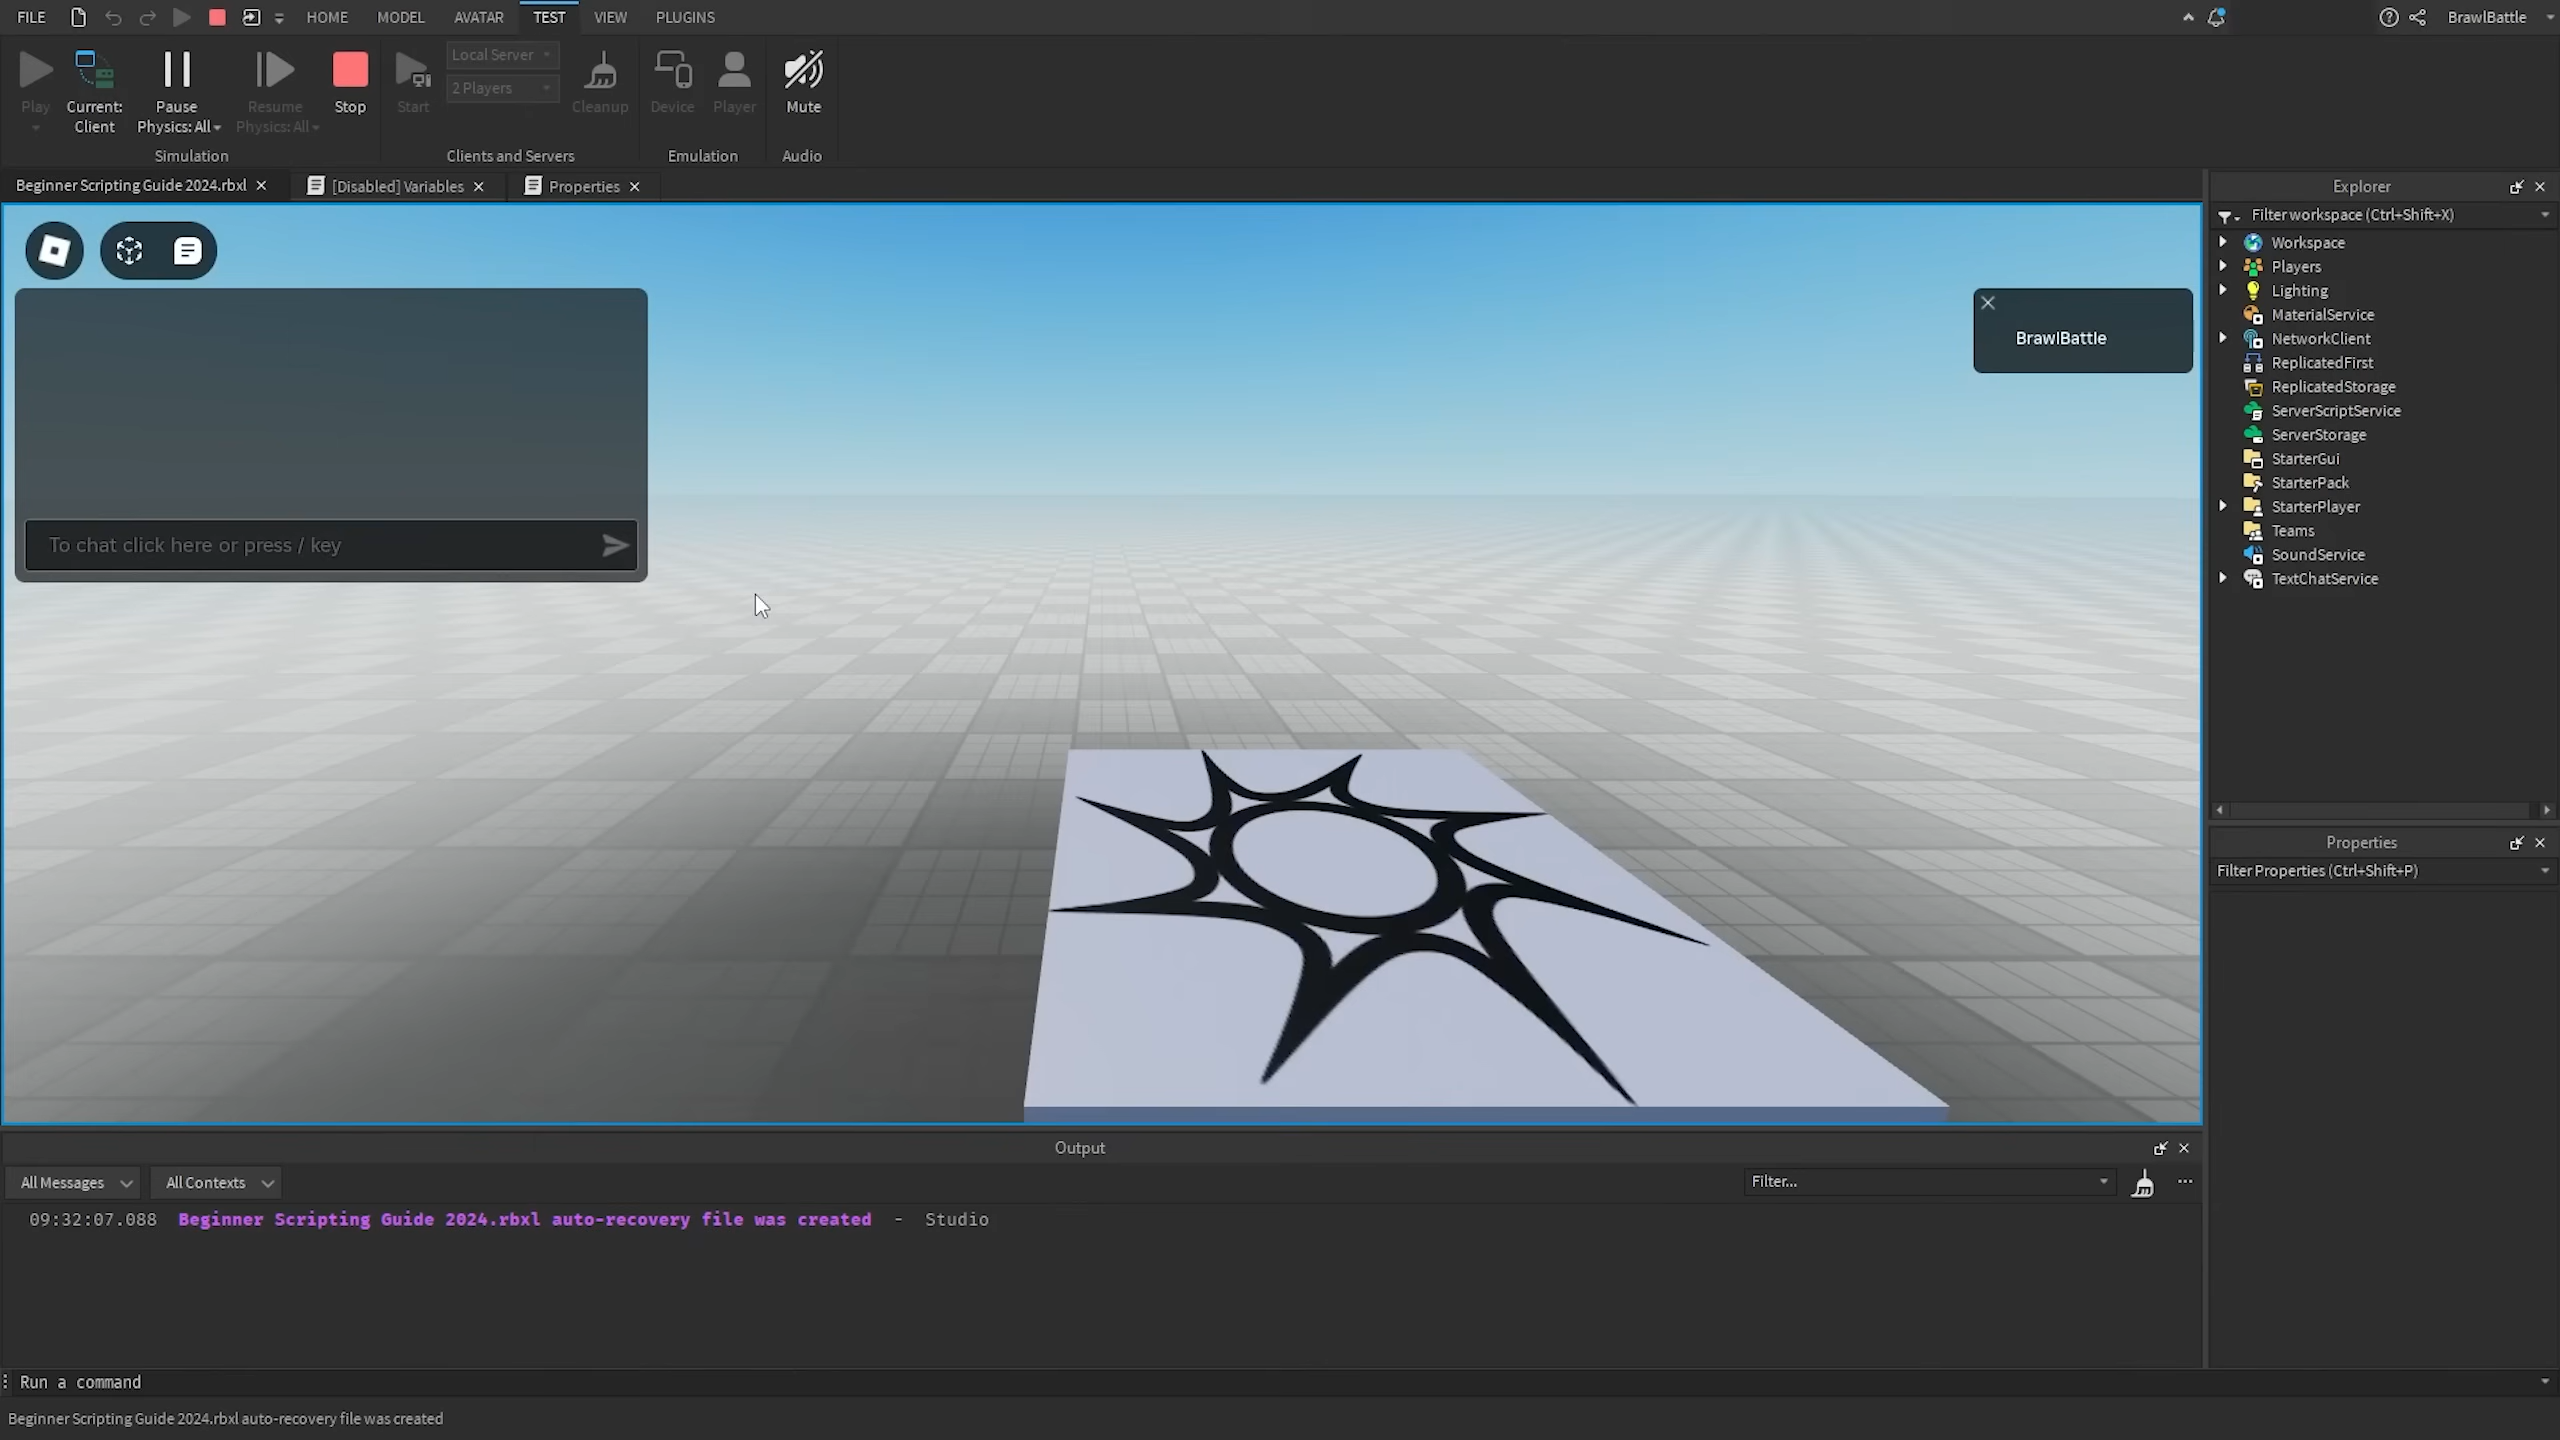 FILE HOME MODEL AVATAR TEST VIEW PLUGINS BrawlBattle
Play
Current: Client
Pause Physics: All
Resume Physics: All
Stop
Start
Local Server
2 Players
Cleanup
Device
Player
Mute
Simulation
Clients and Servers
Emulation
Audio
Beginner Scripting Guide 2024.rbxl
[Disabled] Variables
Properties
To chat click here or press / key
BrawlBattle
Explorer
Filter workspace (Ctrl+Shift+X)
Workspace
Players
Lighting
MaterialService
NetworkClient
ReplicatedFirst
ReplicatedStorage
ServerScriptService
ServerStorage
StarterGui
StarterPack
StarterPlayer
Teams
SoundService
TextChatService
Properties
Filter Properties (Ctrl+Shift+P)
Output
All Messages
All Contexts
Filter...
09:32:07.088 Beginner Scripting Guide 2024.rbxl auto-recovery file was created - Studio
Run a command
Beginner Scripting Guide 2024.rbxl auto-recovery file was created